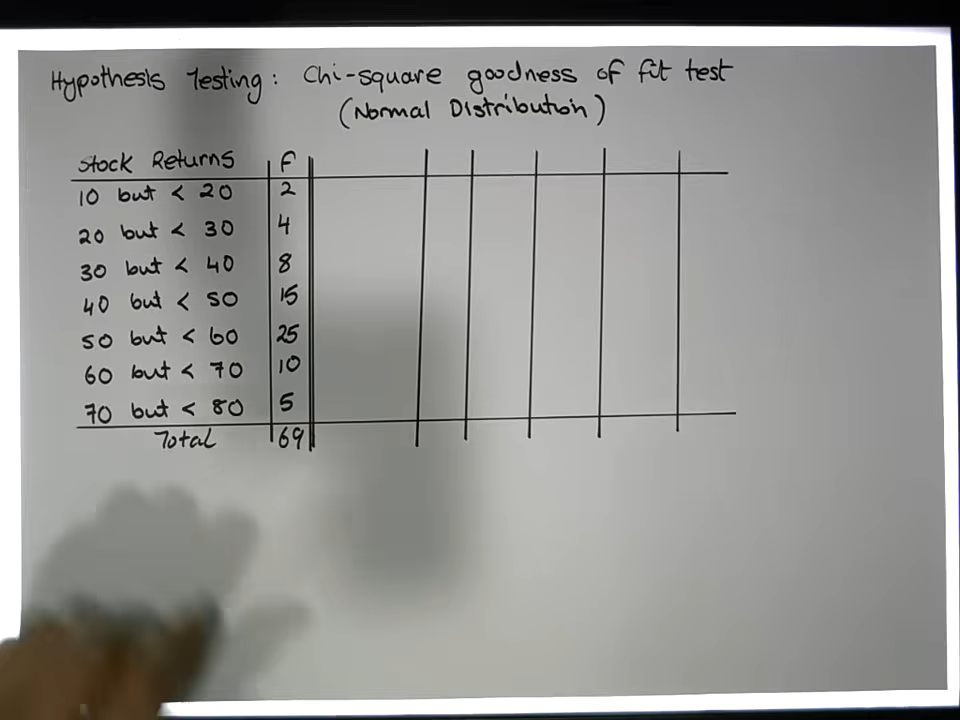 Hypothesis Testing: Chi-square goodness of fit test
(Normal Distribution)
Stock Returns F
10 but < 20 2
20 but < 30 4
30 but < 40 8
40 but < 50 15
50 but < 60 25
60 but < 70 10
70 but < 80 5
Total 69